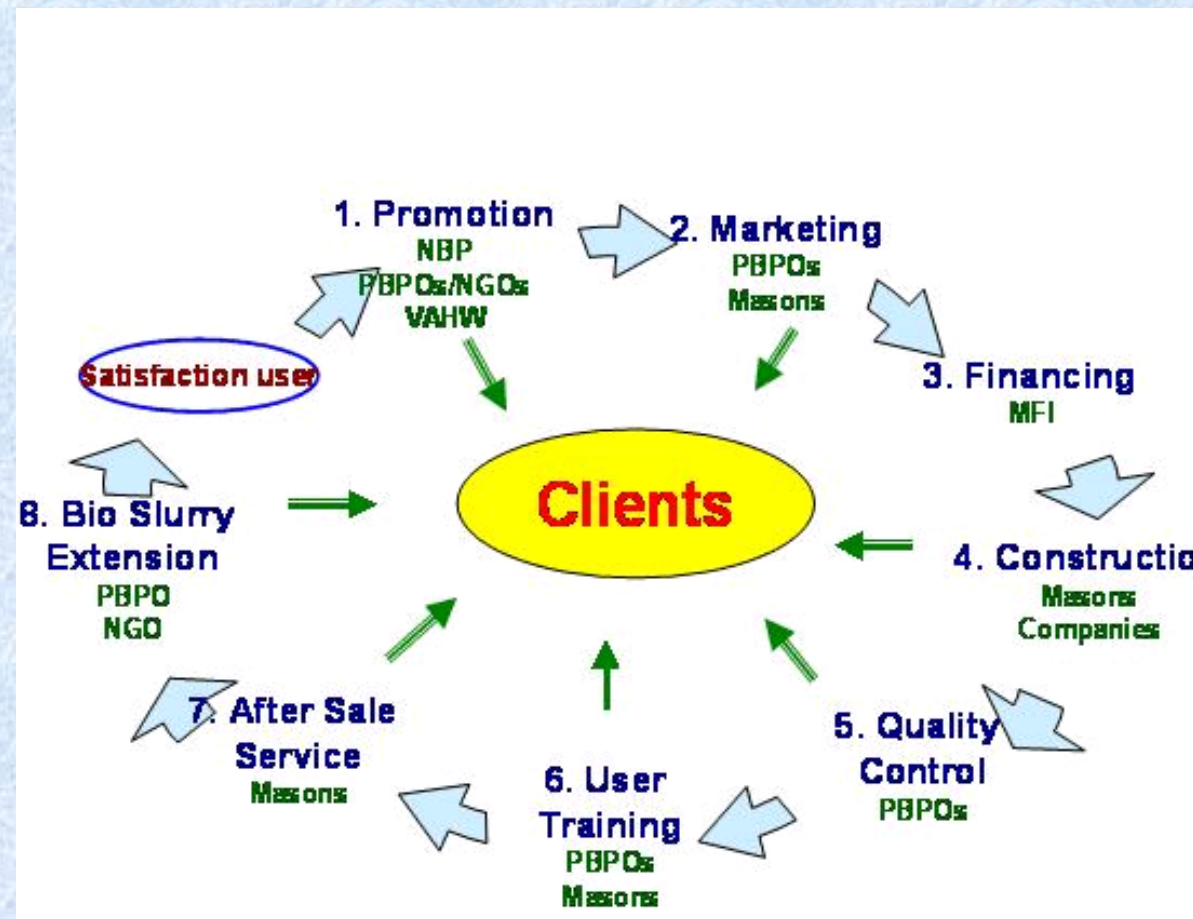 1. Promotion
NBP
PBPOs/NGOs
VAHW
2. Marketing
PBPOs
Masons
3. Financing
MFI
4. Constructio
Masons
Companies
5. Quality
Control
PBPOs
6. User
Training
PBPOs
Masons
7. After Sale
Service
Masons
8. Bio Slurry
Extension
PBPO
NGO
Satisfaction user
Clients